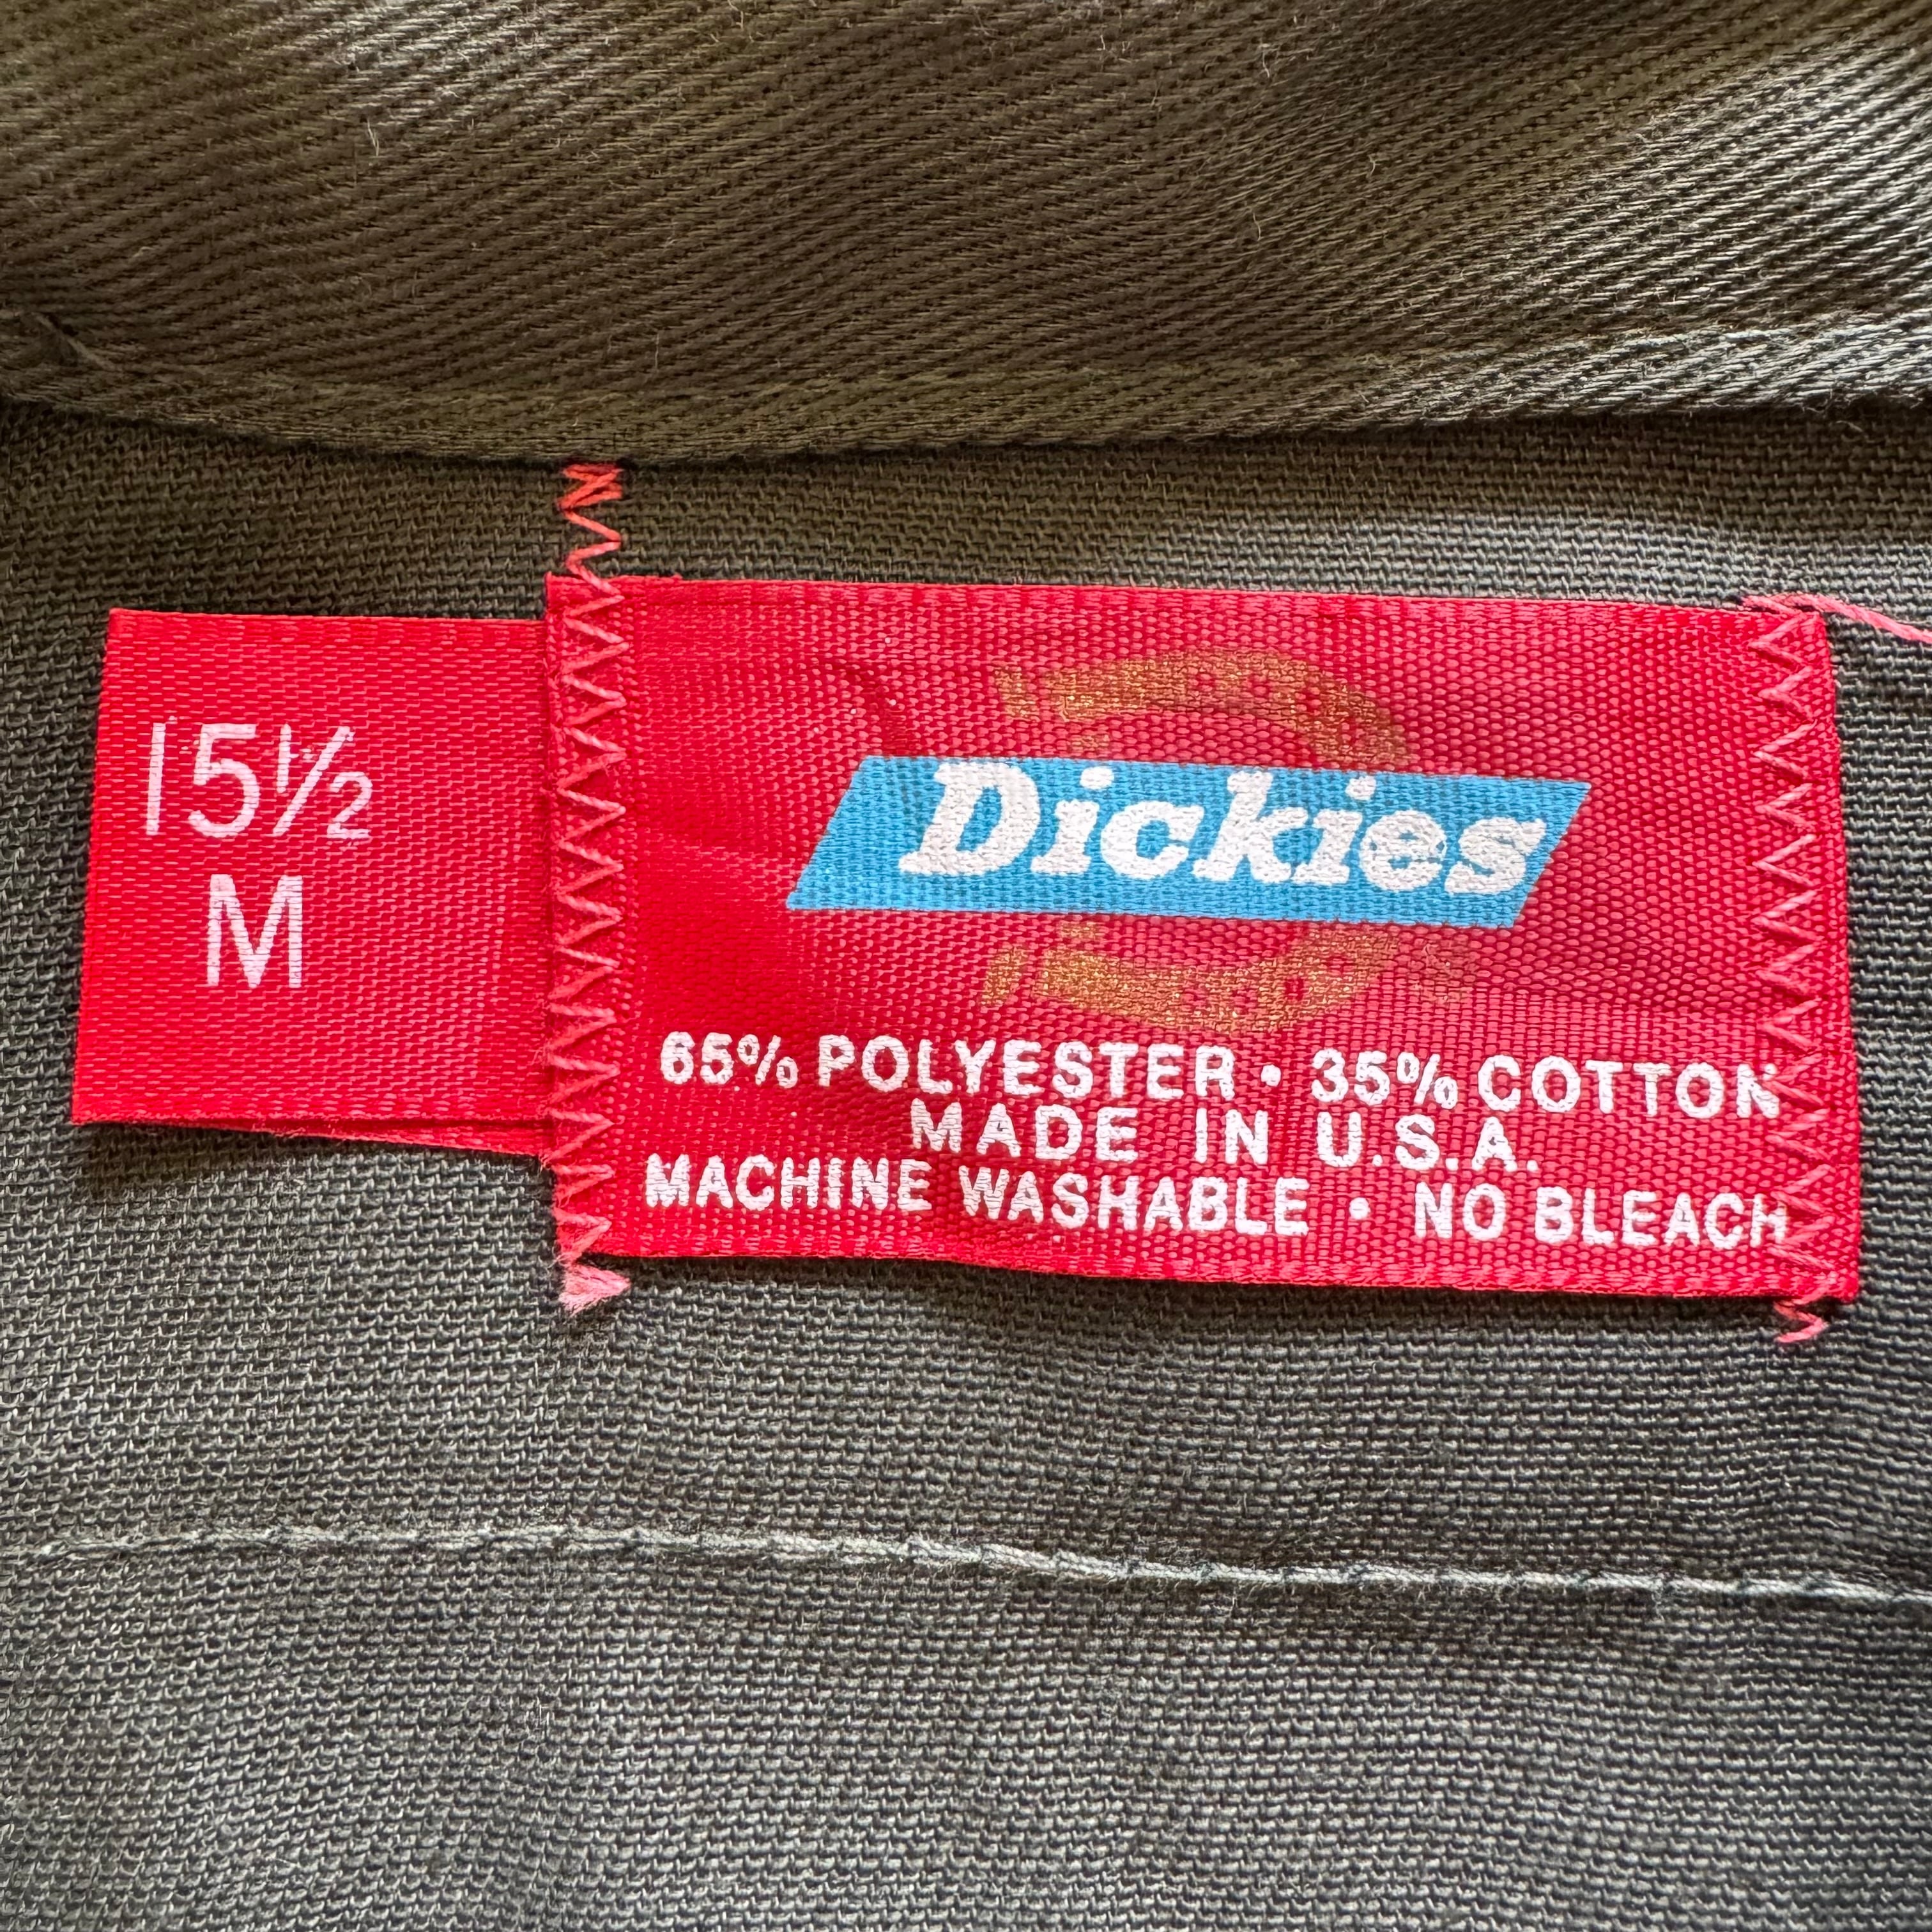 15½
M
Dickies
65% POLYESTER • 35% COTTON
MADE IN U.S.A.
MACHINE WASHABLE • NO BLEACH